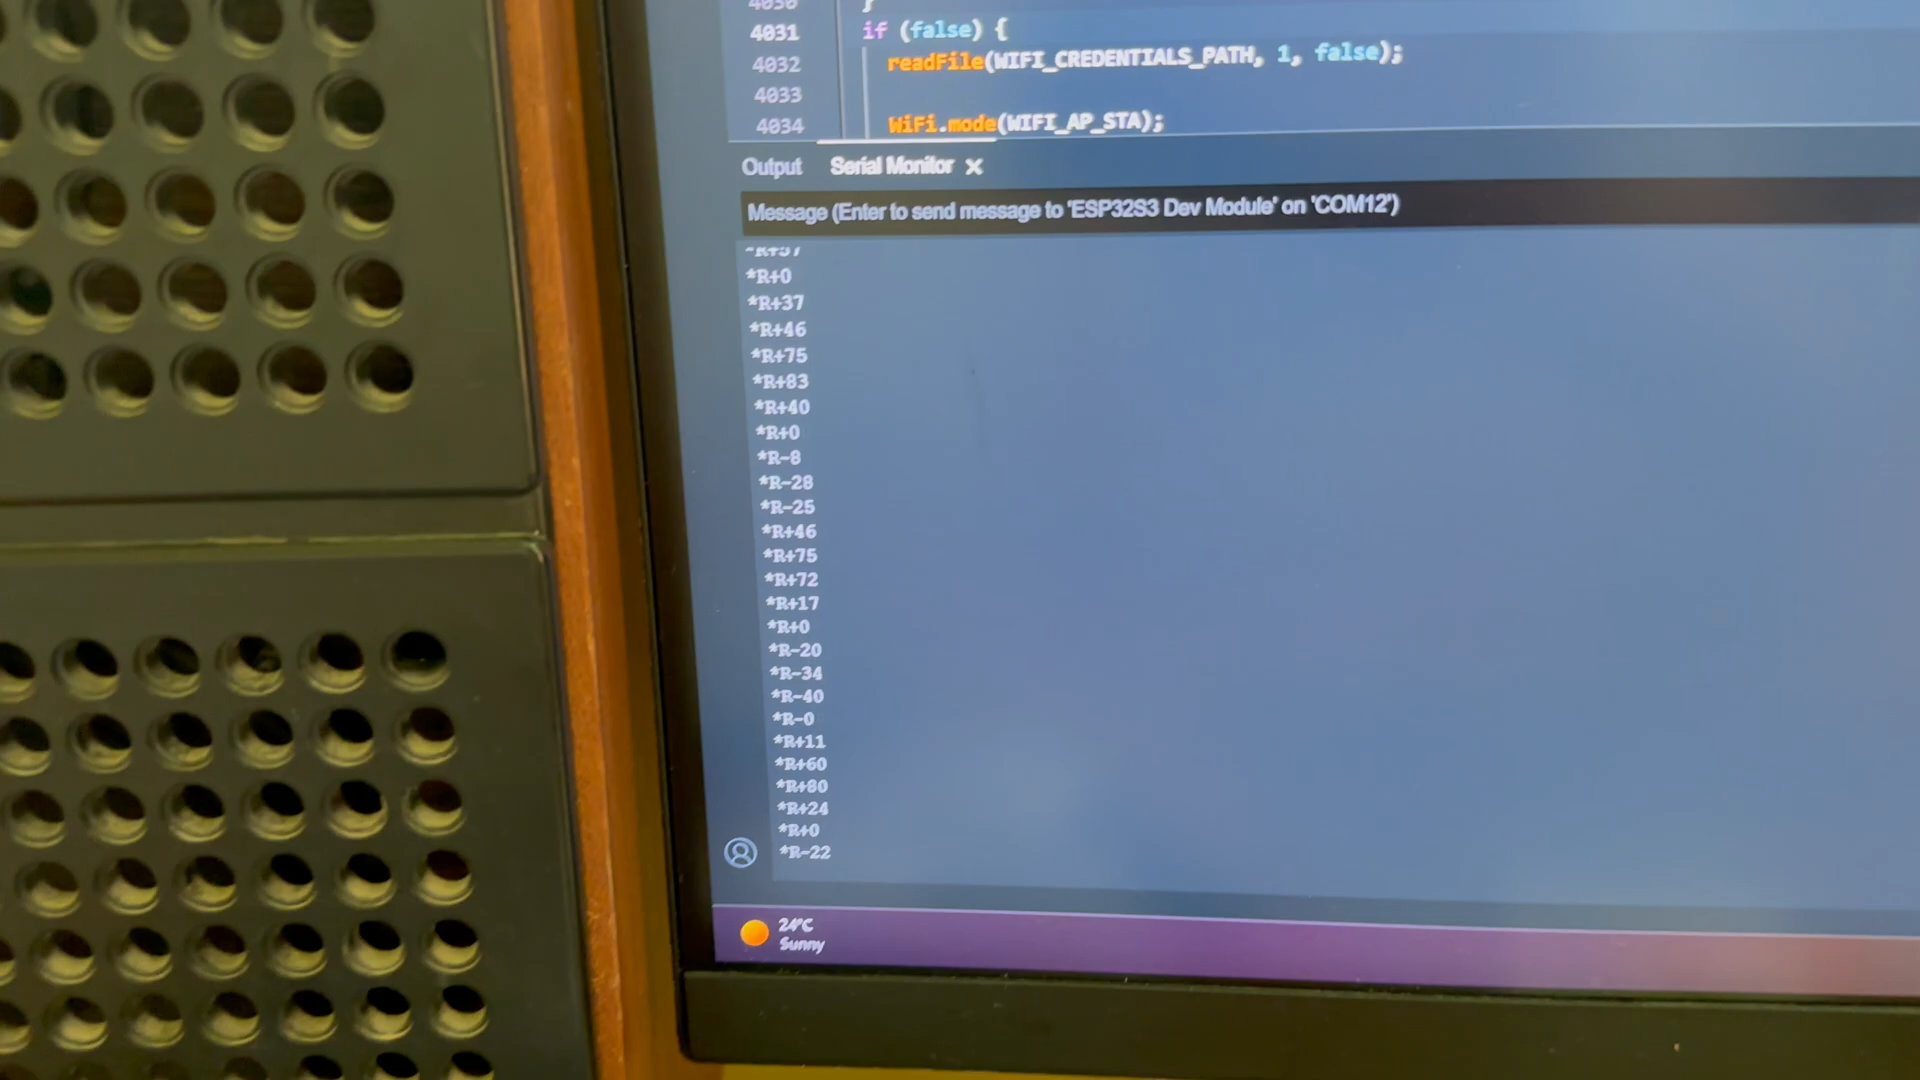 4030 }
4031 if (false) {
4032 readFile(WIFI_CREDENTIALS_PATH, 1, false);
4033
4034 WiFi.mode(WIFI_AP_STA);
Output Serial Monitor X
Message (Enter to send message to 'ESP32S3 Dev Module' on 'COM12')
*R+37
*R+0
*R+37
*R+46
*R+75
*R+83
*R+40
*R+0
*R-8
*R-28
*R-25
*R+46
*R+75
*R+72
*R+17
*R+0
*R-20
*R-34
*R-40
*R-0
*R+11
*R+60
*R+80
*R+24
*R+0
*R-22
24°C
Sunny